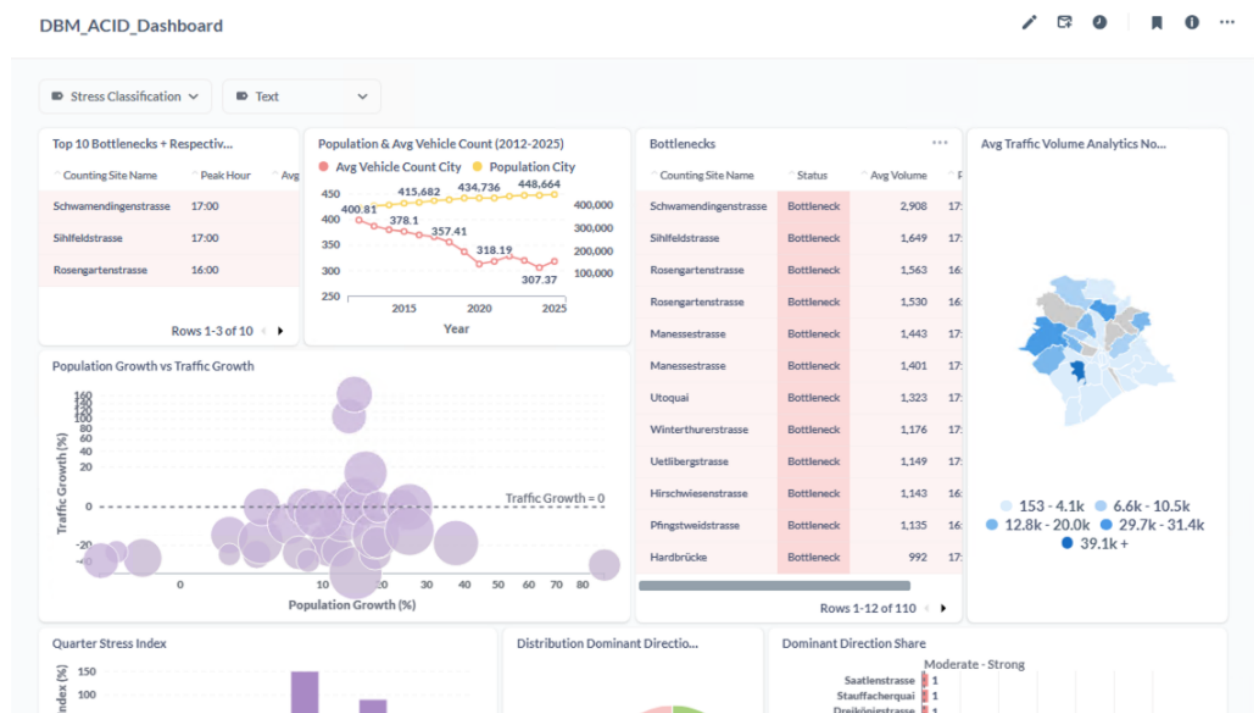 DBM_ACID_Dashboard
Stress Classification
Text
Top 10 Bottlenecks + Respectiv...
Counting Site Name Peak Hour Avg
Schwamendingenstrasse 17:00
Sihlfeldstrasse 17:00
Rosengartenstrasse 16:00
Rows 1-3 of 10
Population & Avg Vehicle Count (2012-2025)
Avg Vehicle Count City Population City
450
400
350
300
250
415,682 434,736 448,664
400.81
378.1
357.41
318.19
307.37
400,000
300,000
200,000
100,000
2015 2020 2025
Year
Bottlenecks
Counting Site Name Status Avg Volume
Schwamendingenstrasse Bottleneck 2,908 17:
Sihlfeldstrasse Bottleneck 1,649 17:
Rosengartenstrasse Bottleneck 1,563 16:
Rosengartenstrasse Bottleneck 1,530 16:
Manessestrasse Bottleneck 1,443 17:
Manessestrasse Bottleneck 1,401 17:
Utoquai Bottleneck 1,323 17:
Winterthurerstrasse Bottleneck 1,176 17:
Uetlibergstrasse Bottleneck 1,149 17:
Hirschwiesenstrasse Bottleneck 1,143 16:
Pfingstweidstrasse Bottleneck 1,135 16:
Hardbrücke Bottleneck 992 17:
Rows 1-12 of 110
Avg Traffic Volume Analytics No...
153 - 4.1k 6.6k - 10.5k
12.8k - 20.0k 29.7k - 31.4k
39.1k +
Population Growth vs Traffic Growth
Traffic Growth (%)
160
140
120
100
80
60
40
20
0
-20
-40
Traffic Growth = 0
0 10 20 30 40 50 60 70 80
Population Growth (%)
Quarter Stress Index
150
100
Distribution Dominant Directio...
Dominant Direction Share
Moderate - Strong
Saatlenstrasse 1
Stauffacherquai 1
Dreikönigstrasse 1